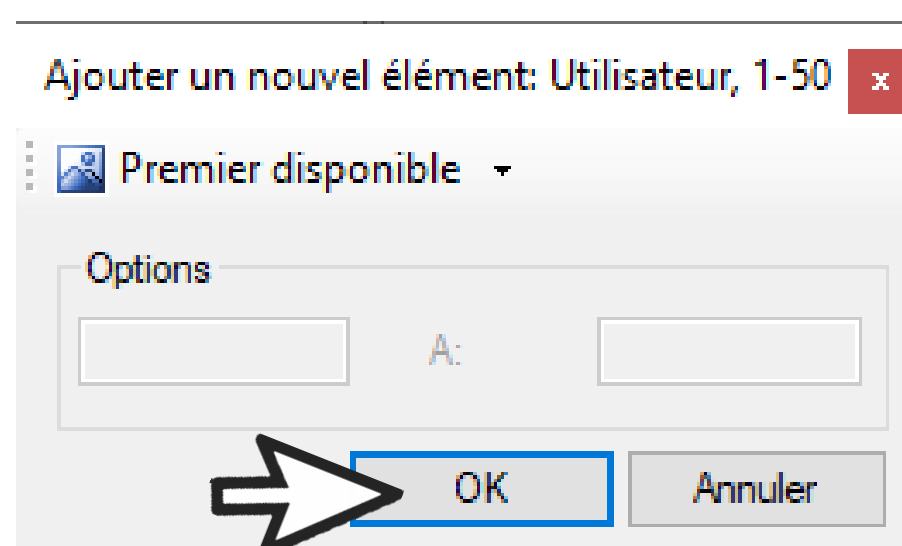 Ajouter un nouvel élément: Utilisateur, 1-50 x
Premier disponible
Options
A:
OK Annuler